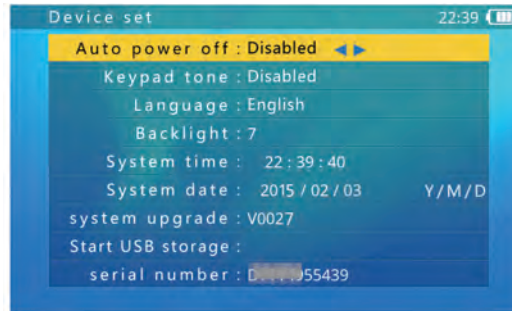 Device set 22:39
Auto power off : Disabled
Keypad tone : Disabled
Language : English
Backlight : 7
System time : 22 : 39 : 40
System date : 2015 / 02 / 03 Y/M/D
system upgrade : V0027
Start USB storage :
serial number :